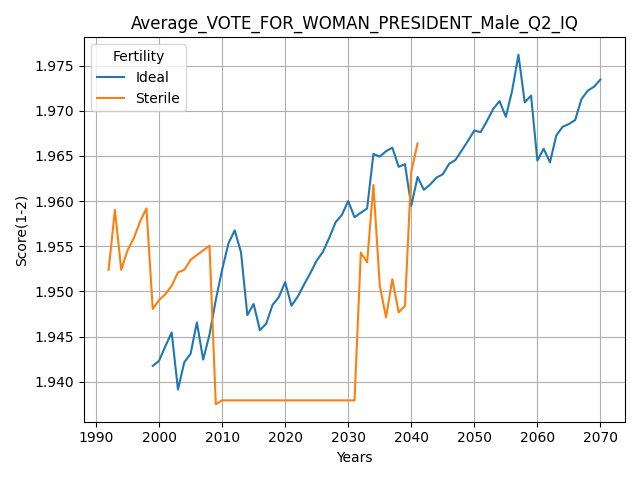 Average_VOTE_FOR_WOMAN_PRESIDENT_Male_Q2_IQ
Fertility
Ideal
Sterile
1.975
1.970
1.965
1.960
1.955
1.950
1.945
1.940
Score(1-2)
1990 2000 2010 2020 2030 2040 2050 2060 2070
Years